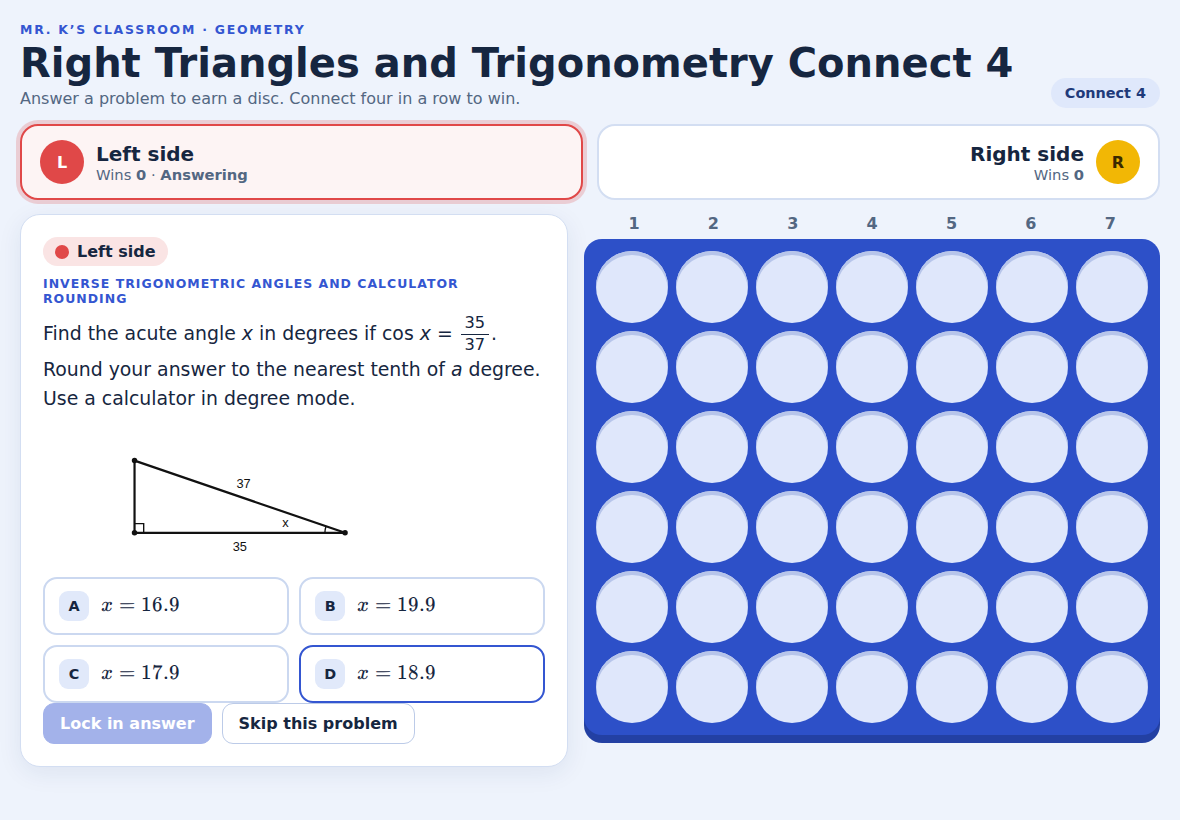 MR. K’S CLASSROOM · GEOMETRY
Right Triangles and Trigonometry Connect 4
Answer a problem to earn a disc. Connect four in a row to win.
Connect 4
L
Left side
Wins 0 · Answering
Right side
Wins 0
R
Left side
INVERSE TRIGONOMETRIC ANGLES AND CALCULATOR
ROUNDING
Find the acute angle x in degrees if cos x = 35/37.
Round your answer to the nearest tenth of a degree.
Use a calculator in degree mode.
37
x
35
A x = 16.9
B x = 19.9
C x = 17.9
D x = 18.9
Lock in answer
Skip this problem
1 2 3 4 5 6 7